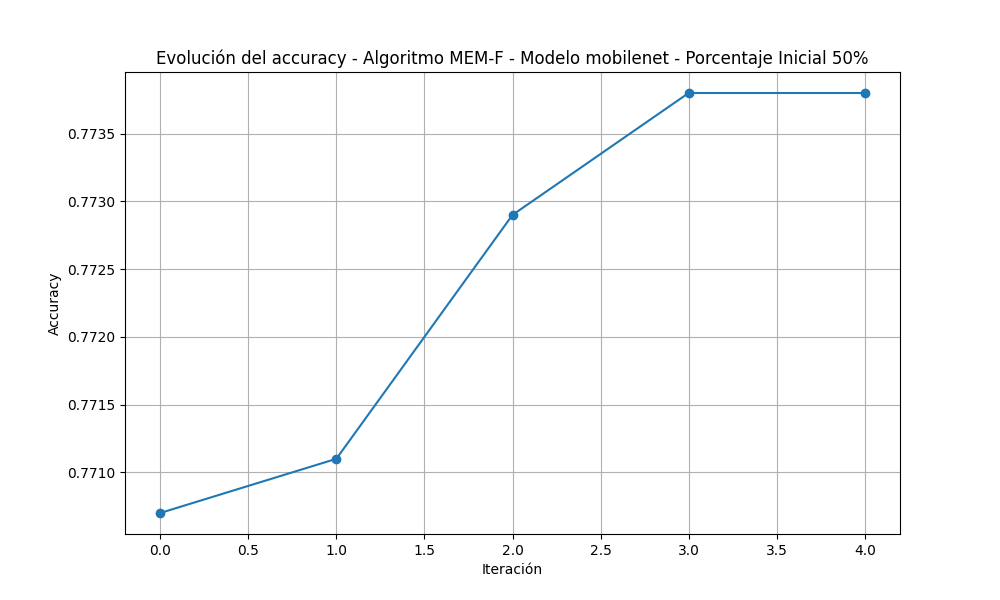 Evolución del accuracy - Algoritmo MEM-F - Modelo mobilenet - Porcentaje Inicial 50%
Accuracy
0.7735
0.7730
0.7725
0.7720
0.7715
0.7710
0.0 0.5 1.0 1.5 2.0 2.5 3.0 3.5 4.0
Iteración